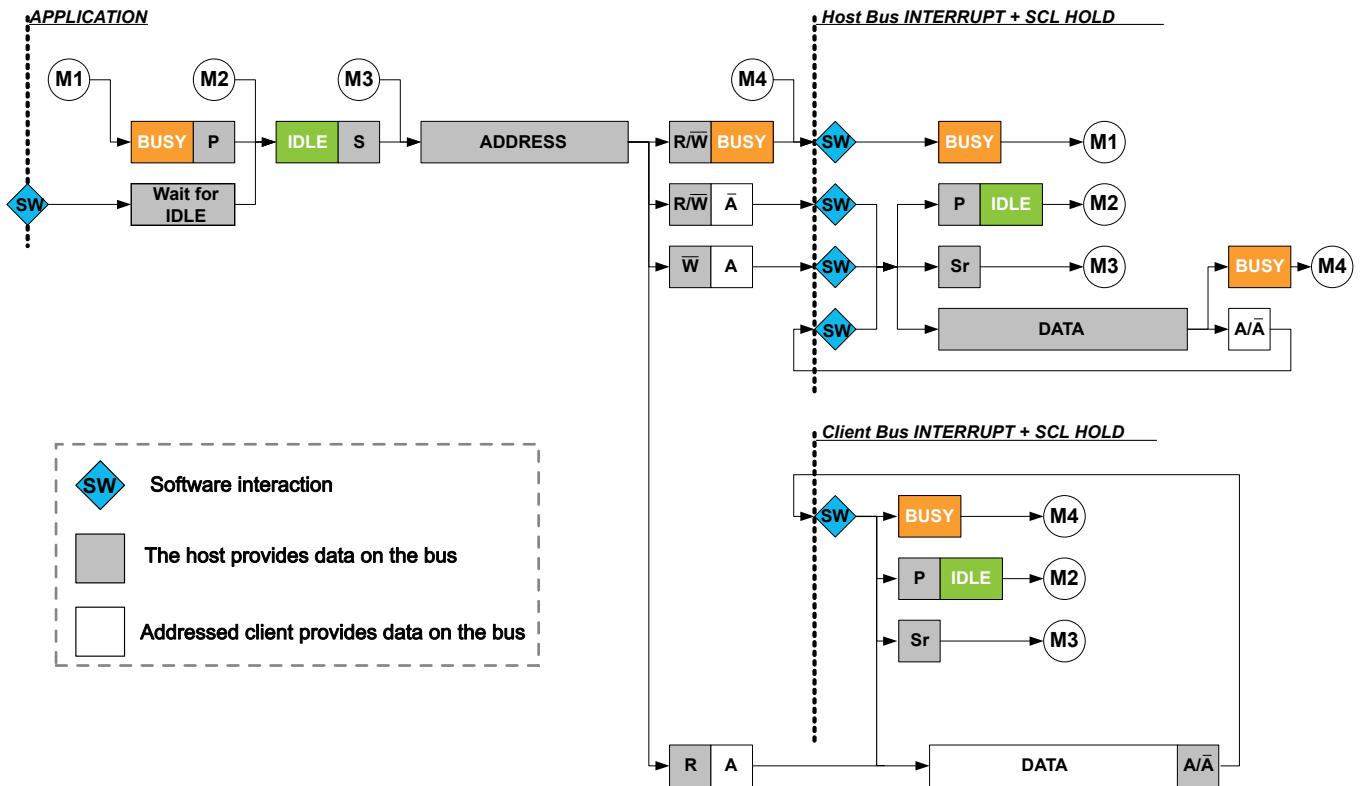 APPLICATION
Host Bus INTERRUPT + SCL HOLD
M1
M2
M3
M4
BUSY P
IDLE S
ADDRESS
R/W̅ BUSY
SW
BUSY
M1
SW
Wait for
IDLE
R/W̅ A̅
SW
P IDLE
M2
W̅ A
SW
Sr
M3
BUSY
M4
SW
DATA
A/A̅
Client Bus INTERRUPT + SCL HOLD
SW
Software interaction
The host provides data on the bus
Addressed client provides data on the bus
SW
BUSY
M4
P IDLE
M2
Sr
M3
R A
DATA
A/A̅